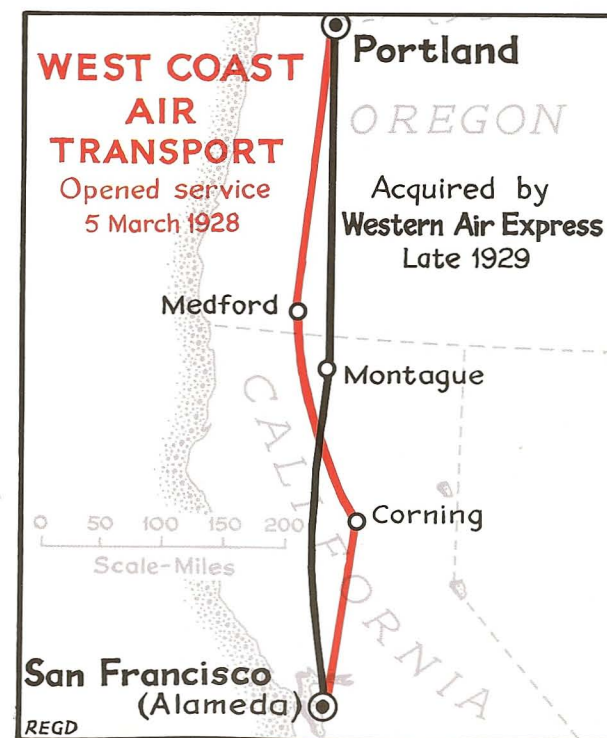 Portland
WEST COAST
AIR
TRANSPORT
Opened service
5 March 1928
OREGON
Acquired by
Western Air Express
Late 1929
Medford
Montague
CALIFORNIA
Corning
0 50 100 150 200
Scale-Miles
San Francisco
(Alameda)
REGD